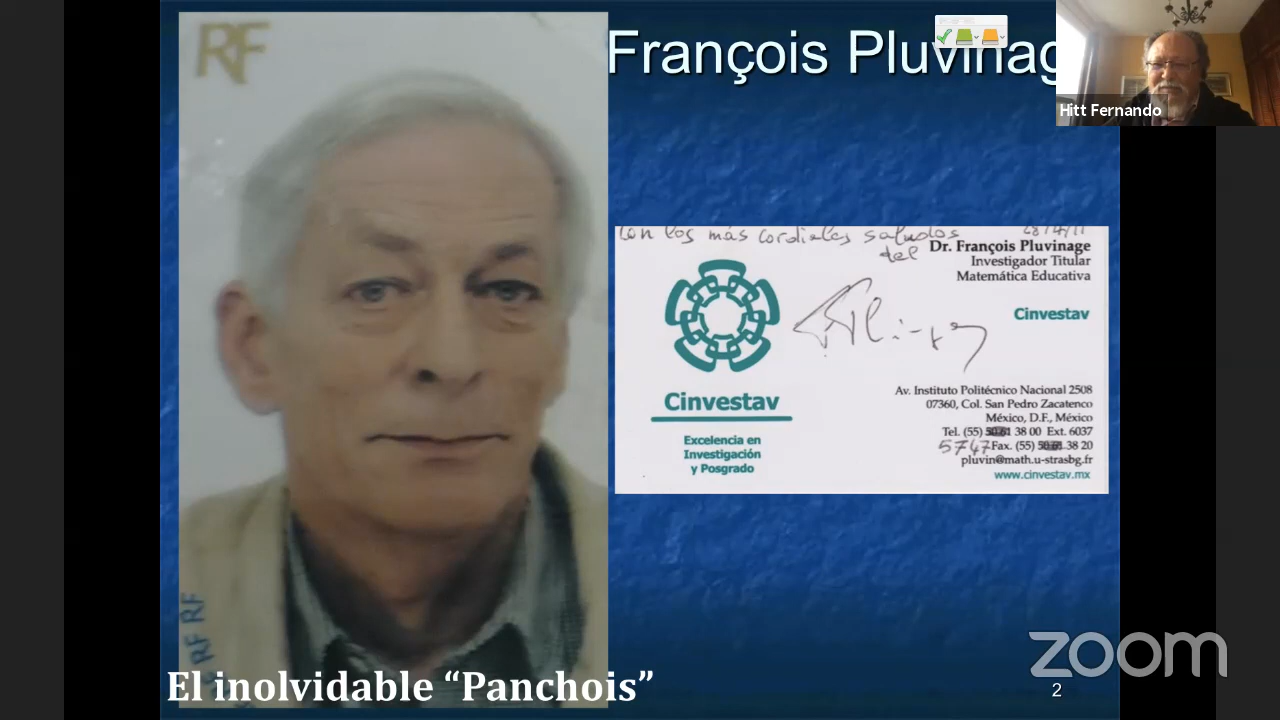 RF
François Pluvinag
Hitt Fernando
con los más cordiales saludos
del
Dr. François Pluvinage
Investigador Titular
Matemática Educativa
Cinvestav
Cinvestav
Excelencia en
Investigación
y Posgrado
Av. Instituto Politécnico Nacional 2508
07360, Col. San Pedro Zacatenco
México, D.F., México
Tel. (55) 38 00 Ext. 6037
5747 Fax. (55) 38 20
pluvin@math.u-strasbg.fr
www.cinvestav.mx
RF RF
El inolvidable “Panchois”
zoom
2